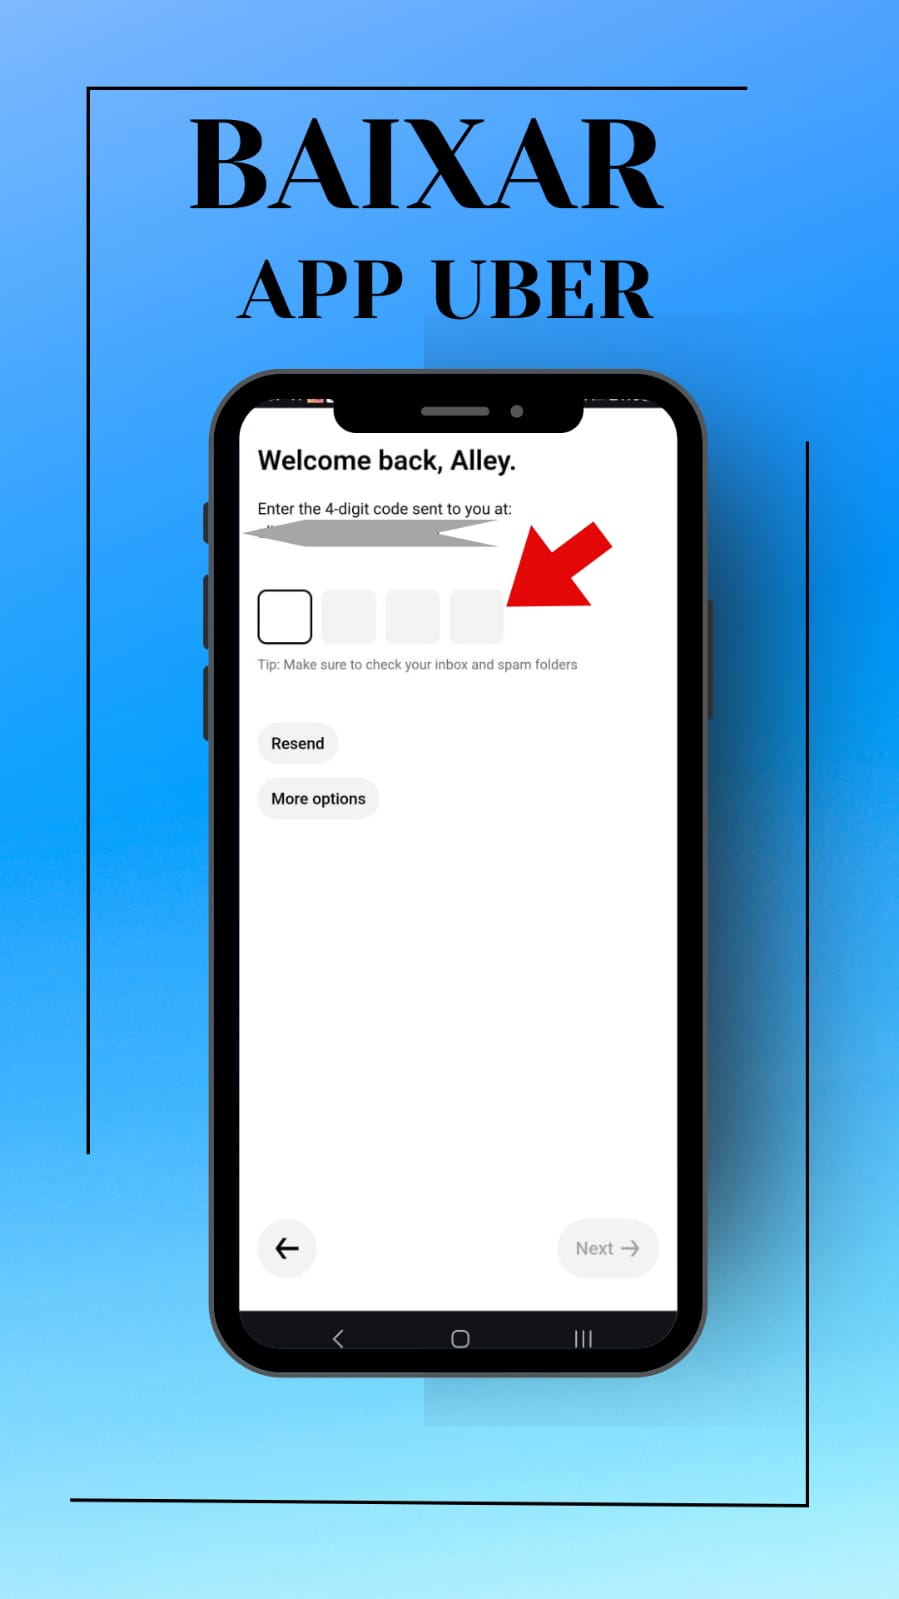 BAIXAR
APP UBER
Welcome back, Alley.
Enter the 4-digit code sent to you at:
Tip: Make sure to check your inbox and spam folders
Resend
More options
Next